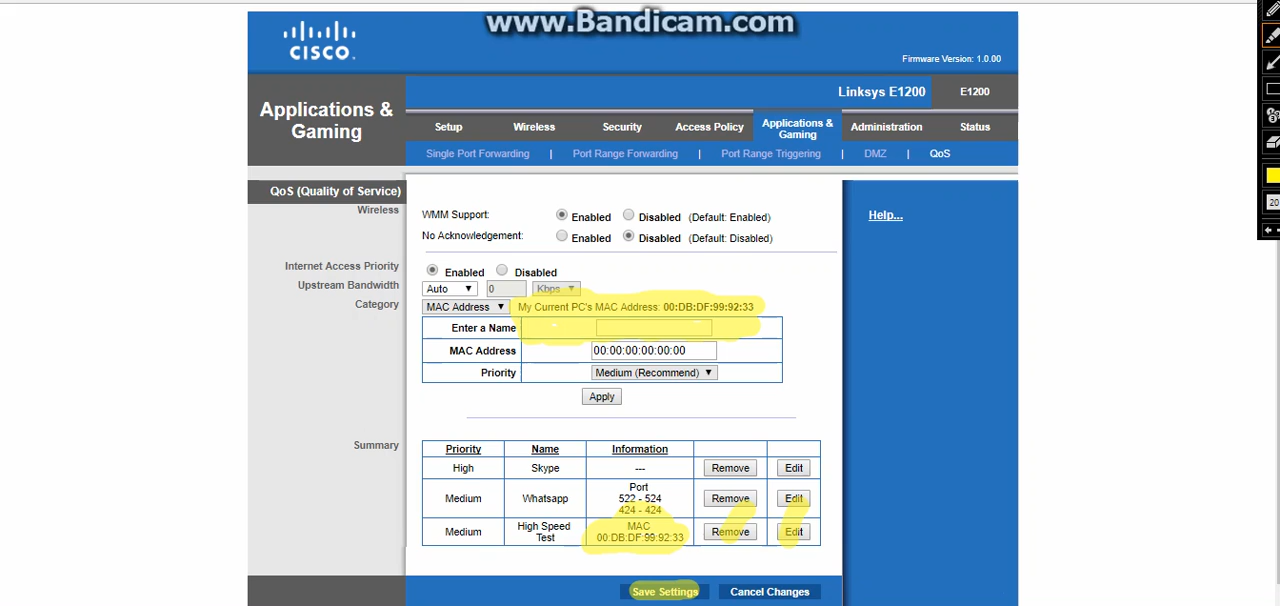 www.Bandicam.com
CISCO.
Firmware Version: 1.0.00
Linksys E1200 E1200
Applications & Gaming
Setup Wireless Security Access Policy Applications & Gaming Administration Status
Single Port Forwarding | Port Range Forwarding | Port Range Triggering | DMZ | QoS
QoS (Quality of Service)
Wireless
WMM Support: Enabled Disabled (Default: Enabled)
Help...
No Acknowledgement: Enabled Disabled (Default: Disabled)
Internet Access Priority Enabled Disabled
Upstream Bandwidth Auto 0 Kbps
Category MAC Address My Current PC's MAC Address: 00:DB:DF:99:92:33
Enter a Name
MAC Address 00:00:00:00:00:00
Priority Medium (Recommend)
Apply
Summary
Priority Name Information
High Skype --- Remove Edit
Medium Whatsapp Port 522 - 524 424 - 424 Remove Edit
Medium High Speed Test MAC 00:DB:DF:99:92:33 Remove Edit
Save Settings Cancel Changes
20